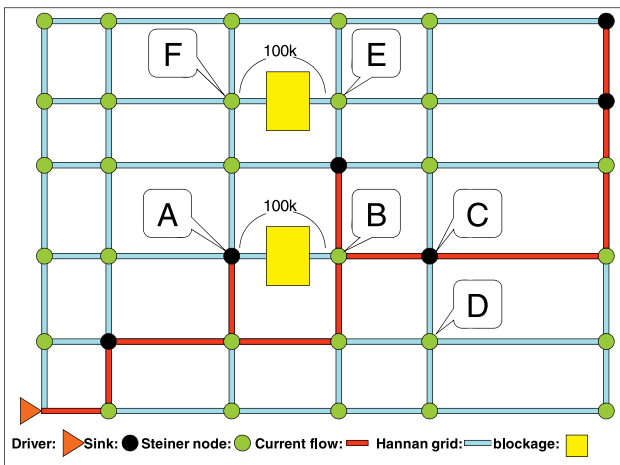 100k
F
E
100k
A
B
C
D
Driver:
Sink:
Steiner node:
Current flow:
Hannan grid:
blockage: